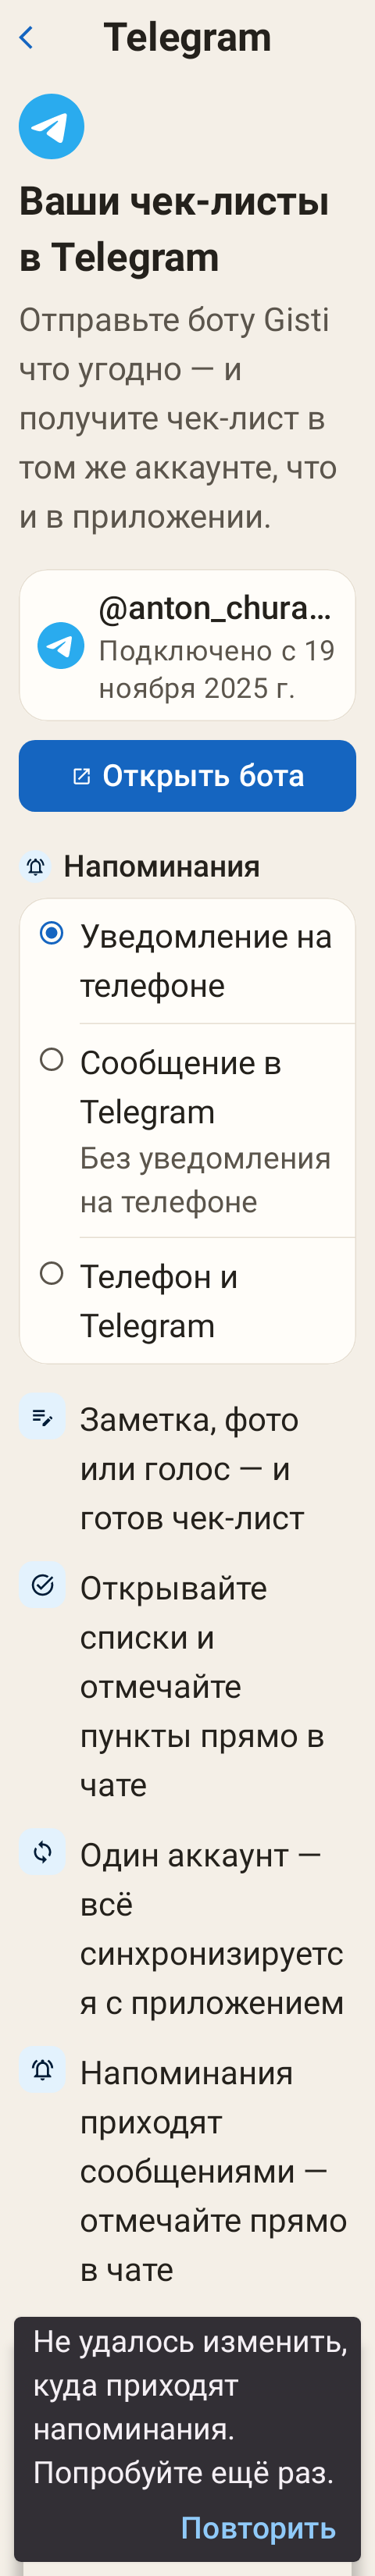 Telegram
Ваши чек-листы
в Telegram
Отправьте боту Gisti
что угодно — и
получите чек-лист в
том же аккаунте, что
и в приложении.
@anton_chura…
Подключено с 19
ноября 2025 г.
Открыть бота
Напоминания
Уведомление на
телефоне
Сообщение в
Telegram
Без уведомления
на телефоне
Телефон и
Telegram
Заметка, фото
или голос — и
готов чек-лист
Открывайте
списки и
отмечайте
пункты прямо в
чате
Один аккаунт —
всё
синхронизируетс
я с приложением
Напоминания
приходят
сообщениями —
отмечайте прямо
в чате
Не удалось изменить,
куда приходят
напоминания.
Попробуйте ещё раз.
Повторить